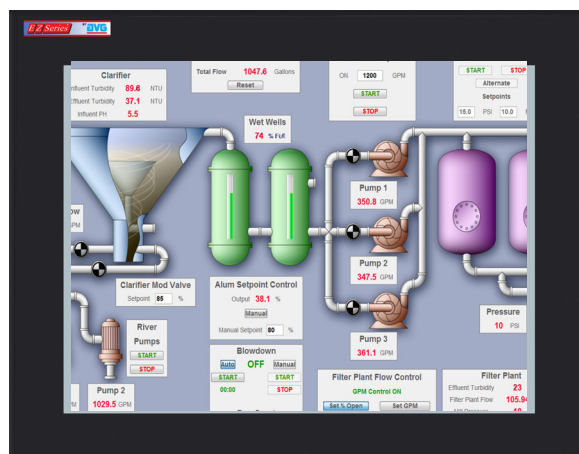 EZ Series BY AVG
Clarifier
Influent Turbidity 89.6 NTU
Effluent Turbidity 37.1 NTU
Influent PH 5.5
Total Flow 1047.6 Gallons
Reset
ON 1200 GPM
START
STOP
START STOP
Alternate
Setpoints
15.0 PSI 10.0
Wet Wells
74 % Full
Pump 1
350.8 GPM
Pump 2
347.5 GPM
Pump 3
361.1 GPM
Clarifier Mod Valve
Setpoint 85 %
River
Pumps
START
STOP
Pump 2
1029.5 GPM
Alum Setpoint Control
Output 38.1 %
Manual
Manual Setpoint 80 %
Blowdown
Auto OFF Manual
START START
00:00 STOP
Pressure
10 PSI
Filter Plant Flow Control
GPM Control ON
Set % Open Set GPM
Filter Plant
Effluent Turbidity 23
Filter Plant Flow 105.94